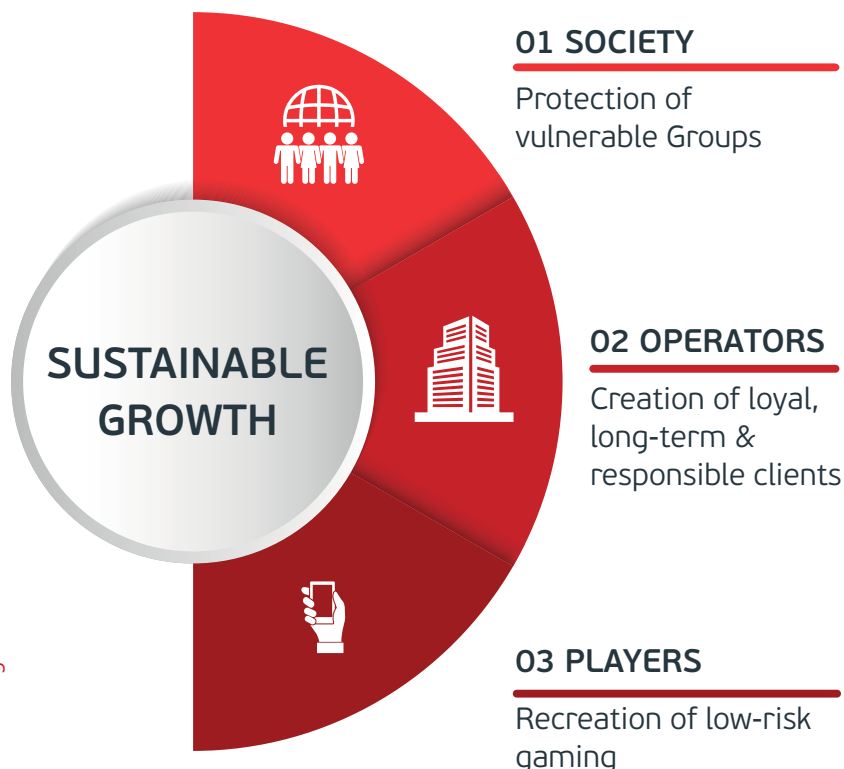 01 SOCIETY
Protection of
vulnerable Groups
SUSTAINABLE
GROWTH
02 OPERATORS
Creation of loyal,
long-term &
responsible clients
03 PLAYERS
Recreation of low-risk
gaming